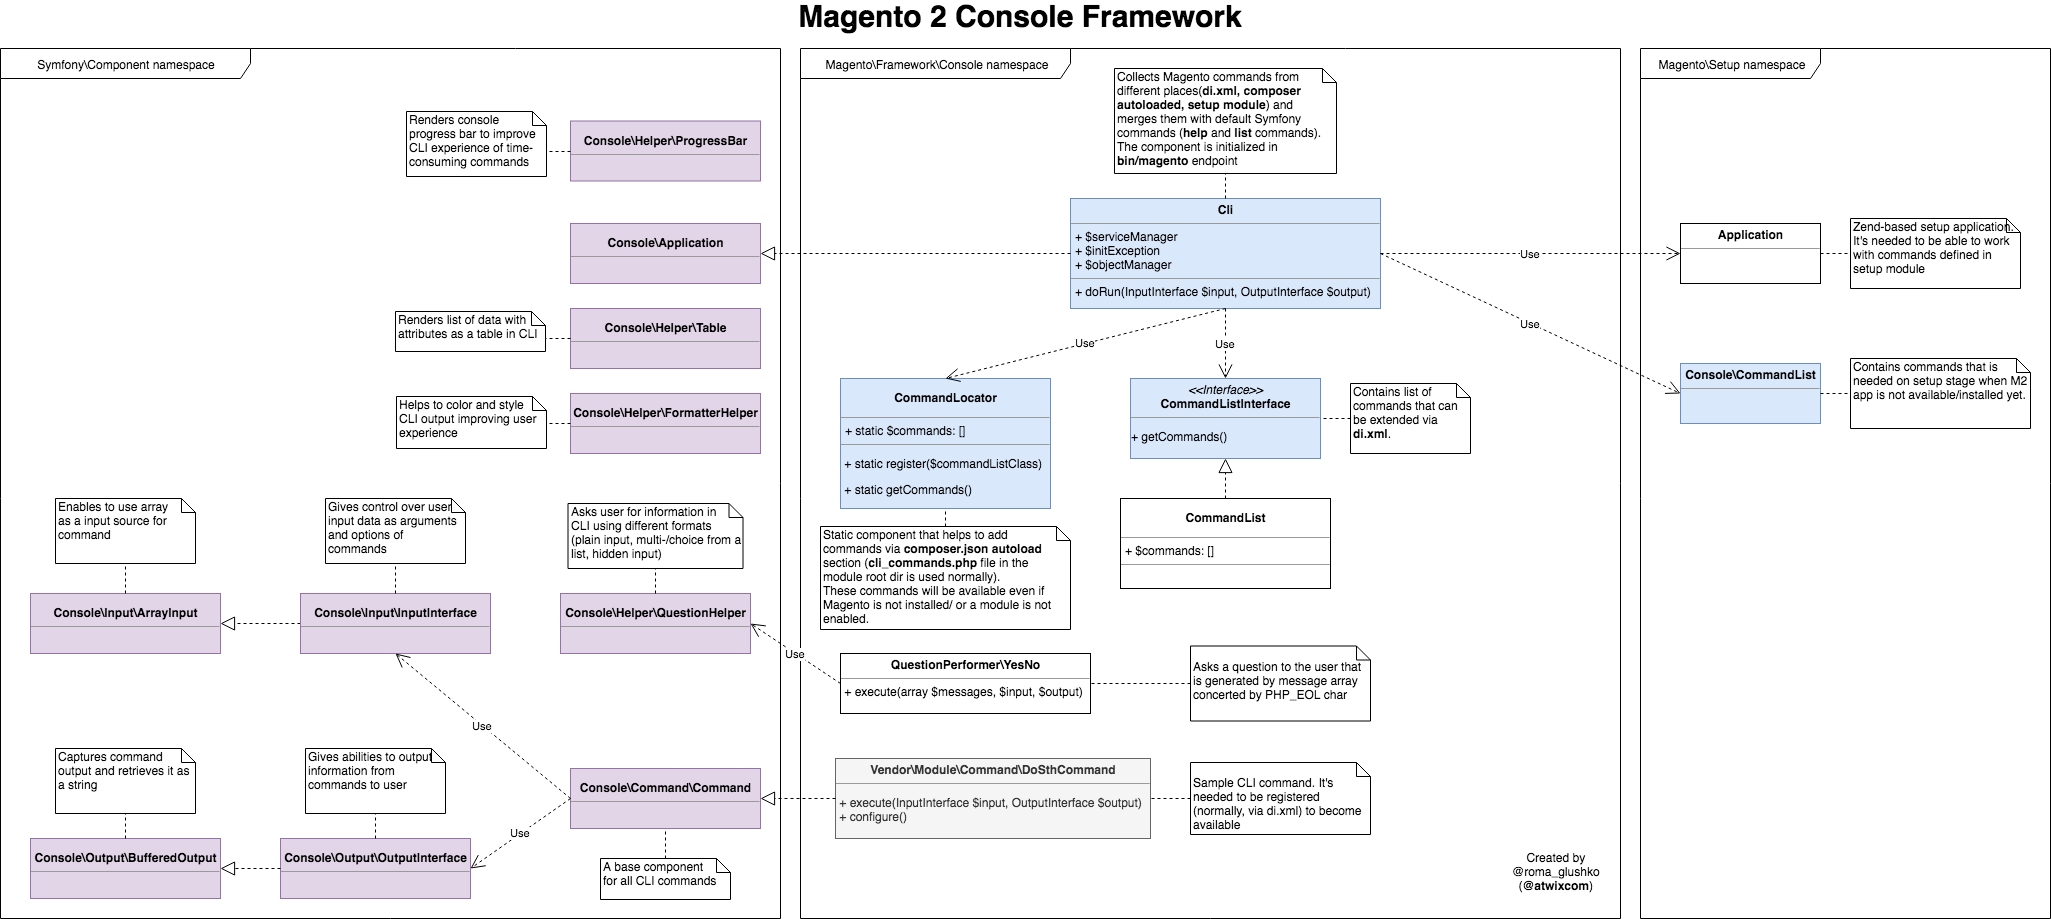 Magento 2 Console Framework
Symfony\Component namespace
Renders console
progress bar to improve
CLI experience of time-
consuming commands
Console\Helper\ProgressBar
Console\Application
Renders list of data with
attributes as a table in CLI
Console\Helper\Table
Helps to color and style
CLI output improving user
experience
Console\Helper\FormatterHelper
Enables to use array
as a input source for
command
Gives control over user
input data as arguments
and options of
commands
Asks user for information in
CLI using different formats
(plain input, multi-/choice from a
list, hidden input)
Console\Input\ArrayInput
Console\Input\InputInterface
Console\Helper\QuestionHelper
Use
Use
Captures command
output and retrieves it as
a string
Gives abilities to output
information from
commands to user
Console\Command\Command
Use
Console\Output\BufferedOutput
Console\Output\OutputInterface
A base component
for all CLI commands
Magento\Framework\Console namespace
Collects Magento commands from
different places(di.xml, composer
autoloaded, setup module) and
merges them with default Symfony
commands (help and list commands).
The component is initialized in
bin/magento endpoint
Cli
+ $serviceManager
+ $initException
+ $objectManager
+ doRun(InputInterface $input, OutputInterface $output)
Use
Use
Use
Use
CommandLocator
+ static $commands: []
+ static register($commandListClass)
+ static getCommands()
<<Interface>>
CommandListInterface
+ getCommands()
Contains list of
commands that can
be extended via
di.xml.
Static component that helps to add
commands via composer.json autoload
section (cli_commands.php file in the
module root dir is used normally).
These commands will be available even if
Magento is not installed/ or a module is not
enabled.
CommandList
+ $commands: []
QuestionPerformer\YesNo
+ execute(array $messages, $input, $output)
Asks a question to the user that
is generated by message array
concerted by PHP_EOL char
Vendor\Module\Command\DoSthCommand
+ execute(InputInterface $input, OutputInterface $output)
+ configure()
Sample CLI command. It's
needed to be registered
(normally, via di.xml) to become
available
Created by
@roma_glushko
(@atwixcom)
Magento\Setup namespace
Application
Zend-based setup application.
It's needed to be able to work
with commands defined in
setup module
Console\CommandList
Contains commands that is
needed on setup stage when M2
app is not available/installed yet.